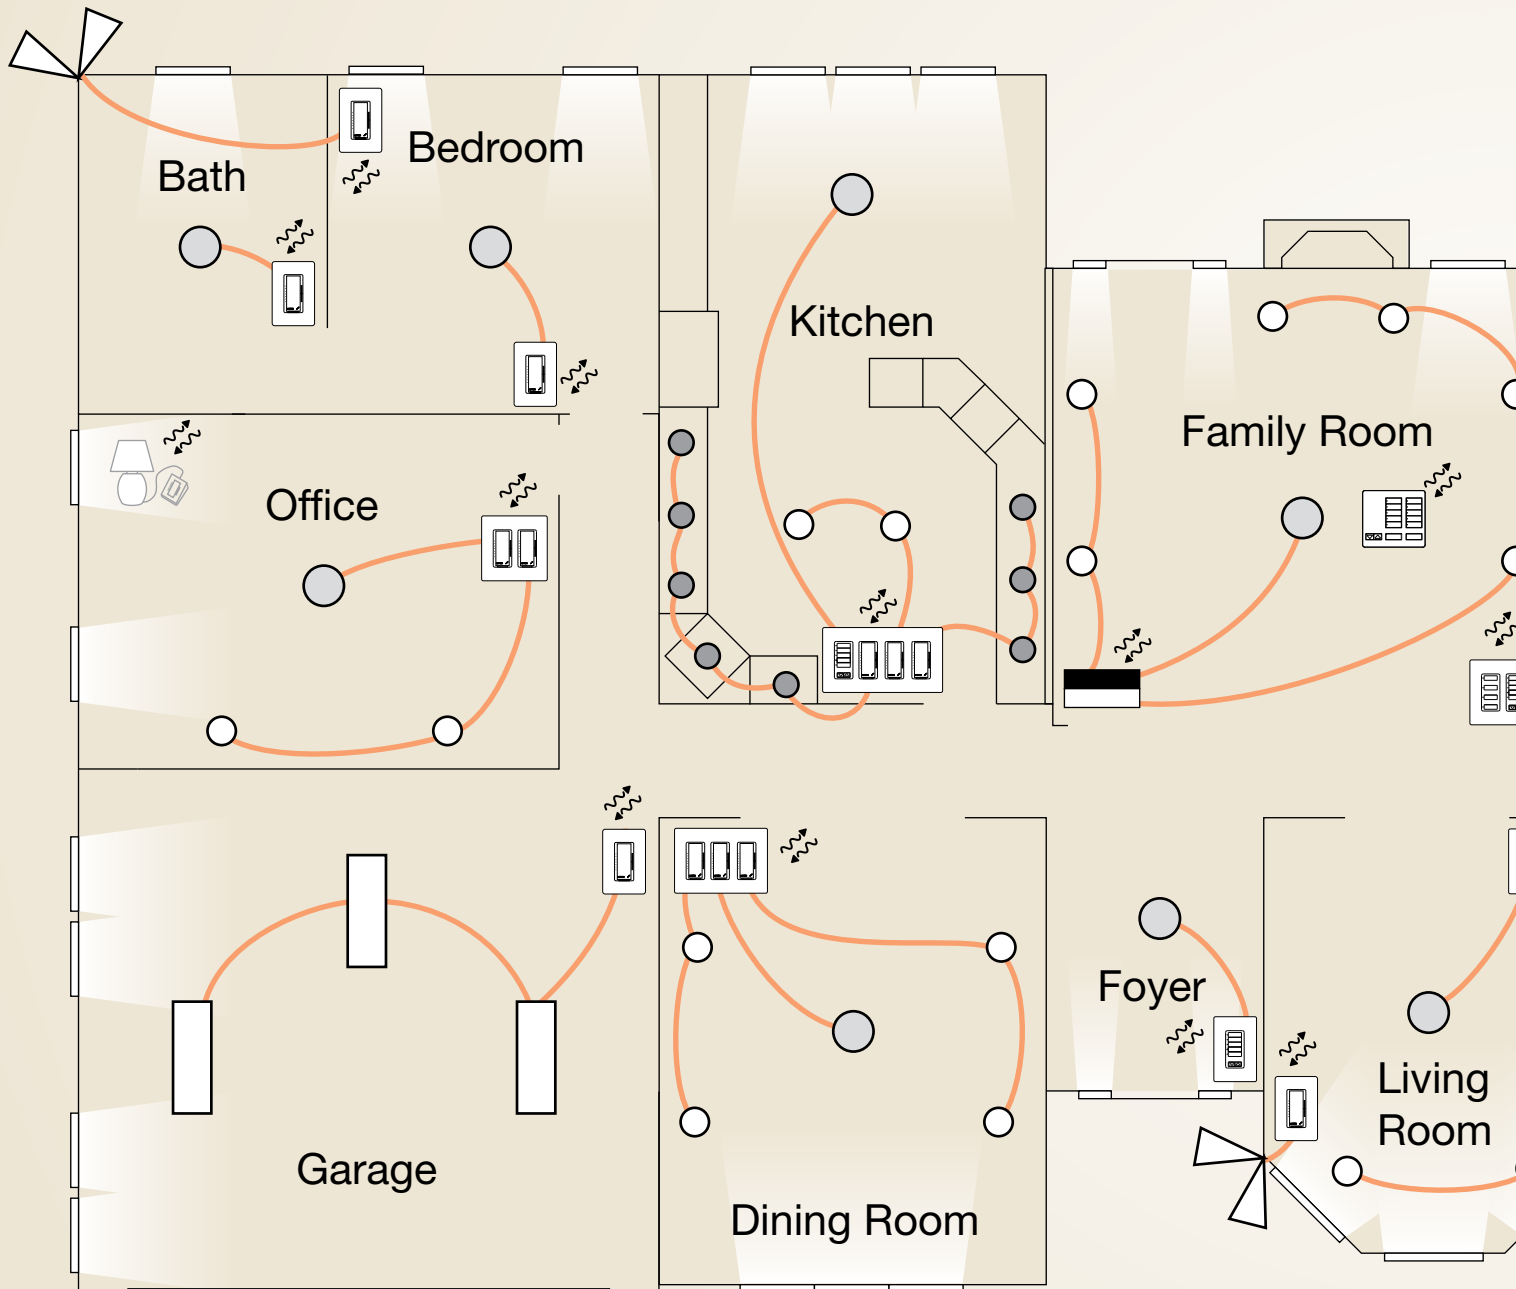 Bath
Bedroom
Kitchen
Family Room
Office
Foyer
Living
Room
Garage
Dining Room